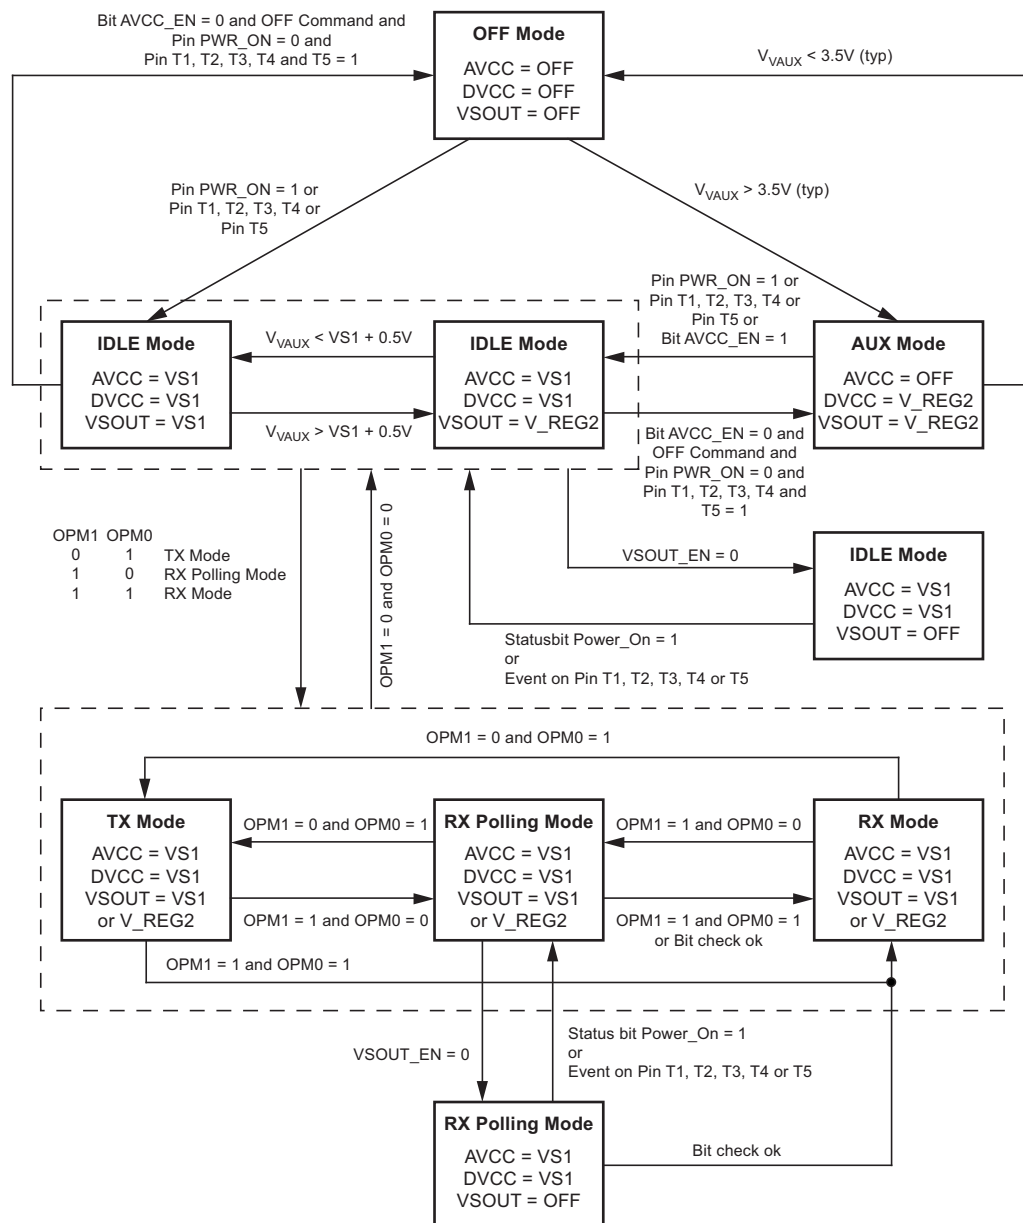 Bit AVCC_EN = 0 and OFF Command and
Pin PWR_ON = 0 and
Pin T1, T2, T3, T4 and T5 = 1
OFF Mode
AVCC = OFF
DVCC = OFF
VSOUT = OFF
VVAUX < 3.5V (typ)
Pin PWR_ON = 1 or
Pin T1, T2, T3, T4 or
Pin T5
VVAUX > 3.5V (typ)
IDLE Mode
AVCC = VS1
DVCC = VS1
VSOUT = VS1
VVAUX < VS1 + 0.5V
VVAUX > VS1 + 0.5V
IDLE Mode
AVCC = VS1
DVCC = VS1
VSOUT = V_REG2
Pin PWR_ON = 1 or
Pin T1, T2, T3, T4 or
Pin T5 or
Bit AVCC_EN = 1
Bit AVCC_EN = 0 and
OFF Command and
Pin PWR_ON = 0 and
Pin T1, T2, T3, T4 and
T5 = 1
AUX Mode
AVCC = OFF
DVCC = V_REG2
VSOUT = V_REG2
OPM1 OPM0
0 1 TX Mode
1 0 RX Polling Mode
1 1 RX Mode
OPM1 = 0 and OPM0 = 0
VSOUT_EN = 0
Statusbit Power_On = 1
or
Event on Pin T1, T2, T3, T4 or T5
IDLE Mode
AVCC = VS1
DVCC = VS1
VSOUT = OFF
OPM1 = 0 and OPM0 = 1
TX Mode
AVCC = VS1
DVCC = VS1
VSOUT = VS1
or V_REG2
OPM1 = 0 and OPM0 = 1
OPM1 = 1 and OPM0 = 0
RX Polling Mode
AVCC = VS1
DVCC = VS1
VSOUT = VS1
or V_REG2
OPM1 = 1 and OPM0 = 0
OPM1 = 1 and OPM0 = 1
or Bit check ok
RX Mode
AVCC = VS1
DVCC = VS1
VSOUT = VS1
or V_REG2
OPM1 = 1 and OPM0 = 1
VSOUT_EN = 0
Status bit Power_On = 1
or
Event on Pin T1, T2, T3, T4 or T5
RX Polling Mode
AVCC = VS1
DVCC = VS1
VSOUT = OFF
Bit check ok